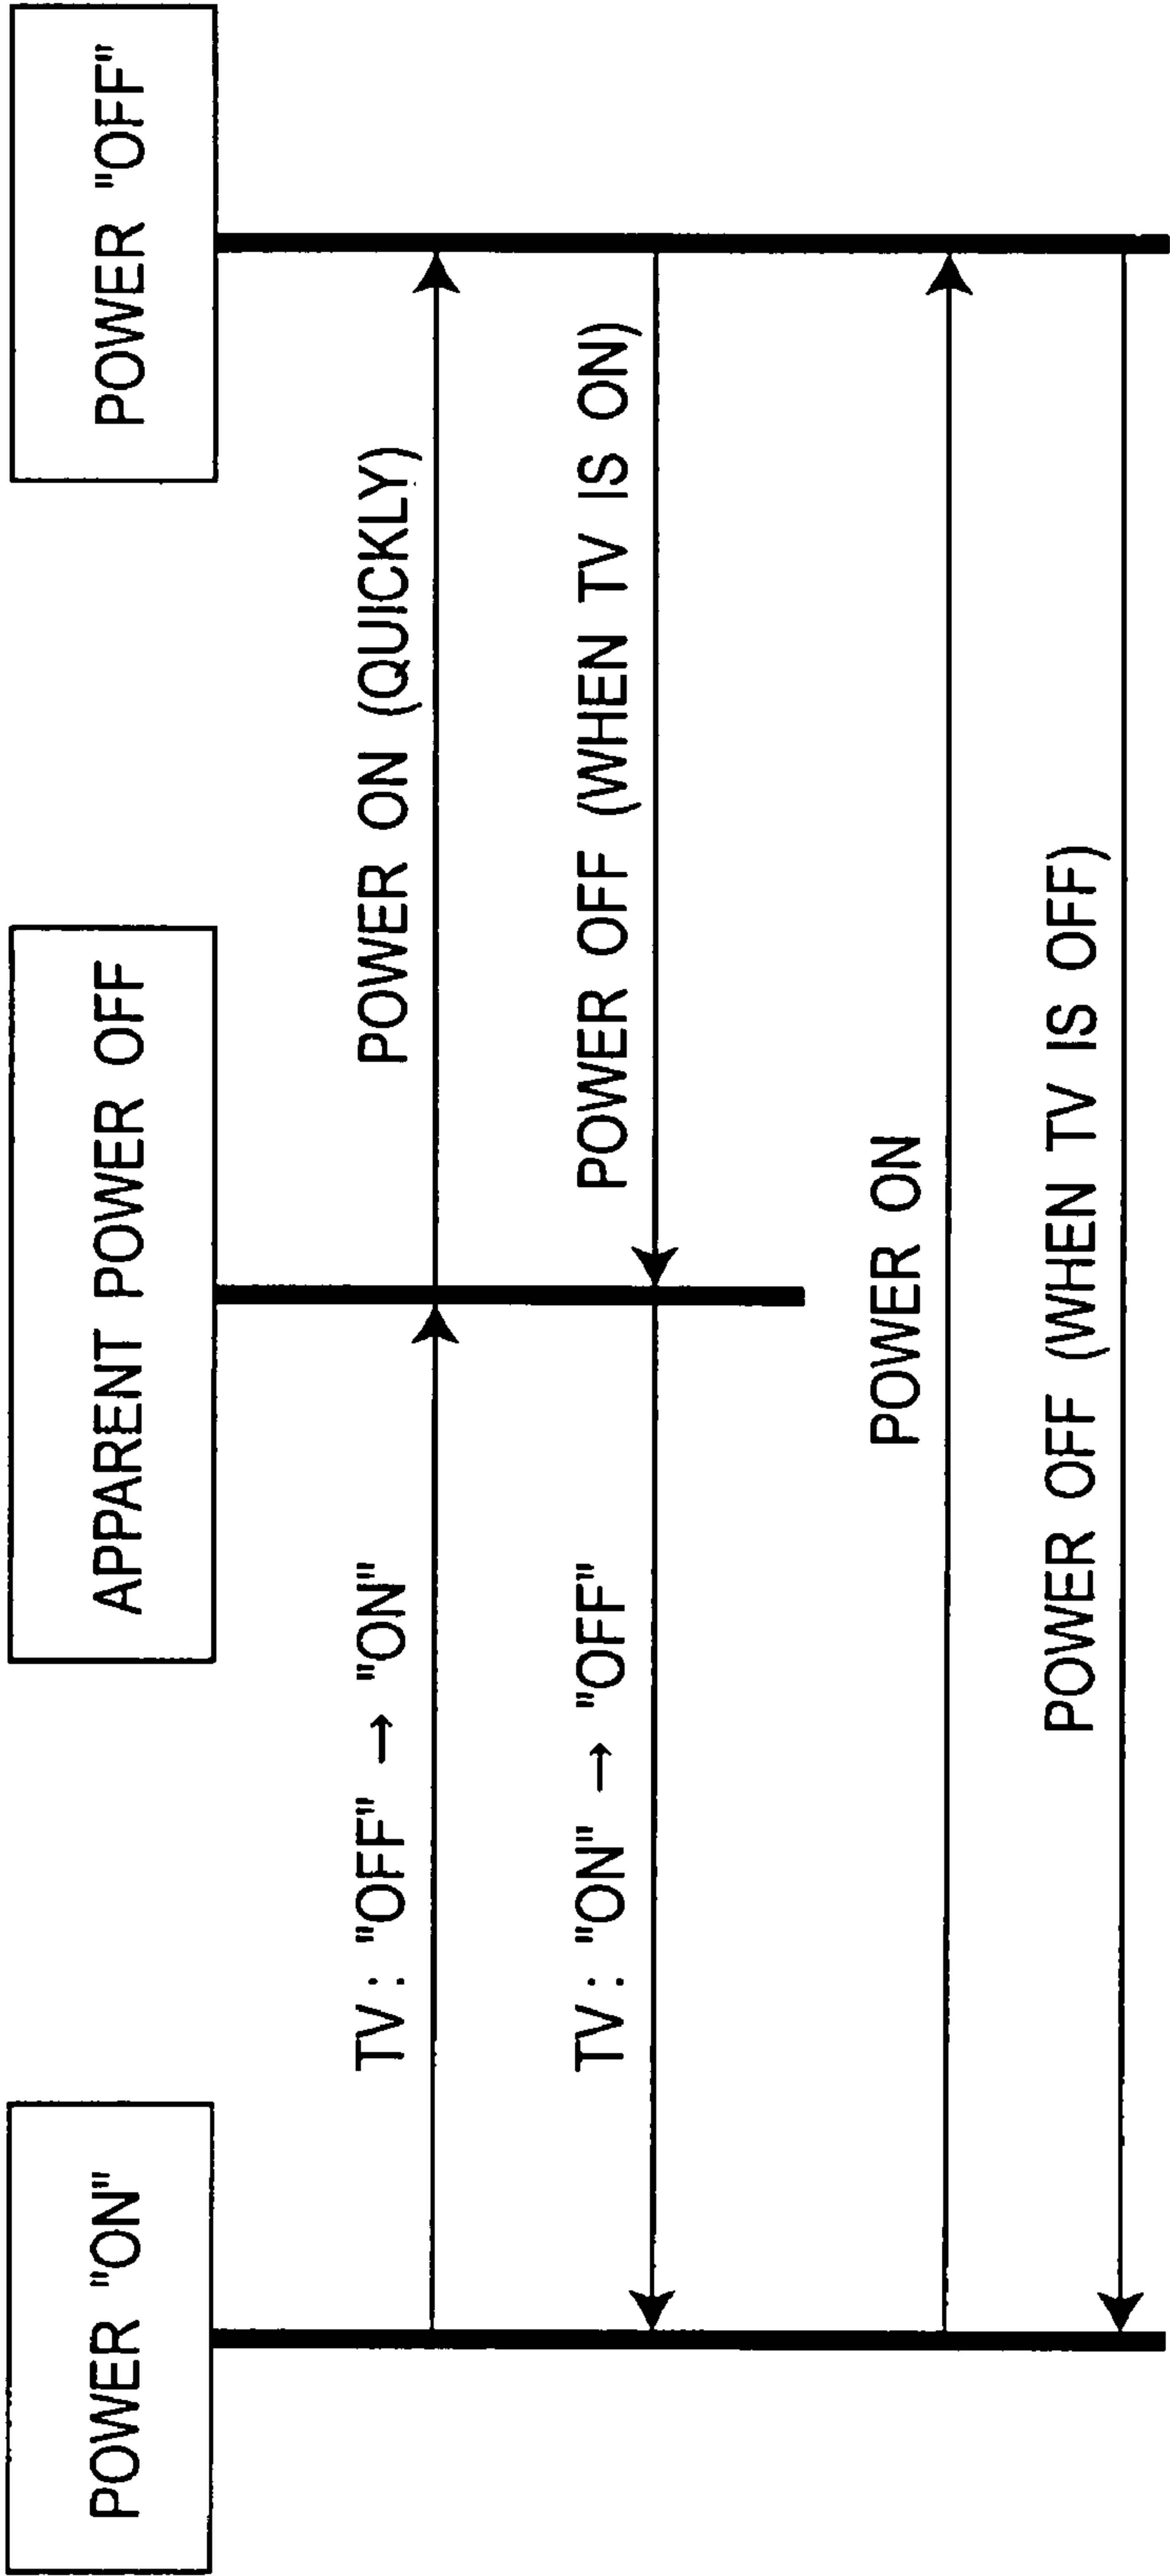 POWER "ON"
APPARENT POWER OFF
POWER "OFF"
TV : "OFF" → "ON"
POWER ON (QUICKLY)
TV : "ON" → "OFF"
POWER OFF (WHEN TV IS ON)
POWER ON
POWER OFF (WHEN TV IS OFF)